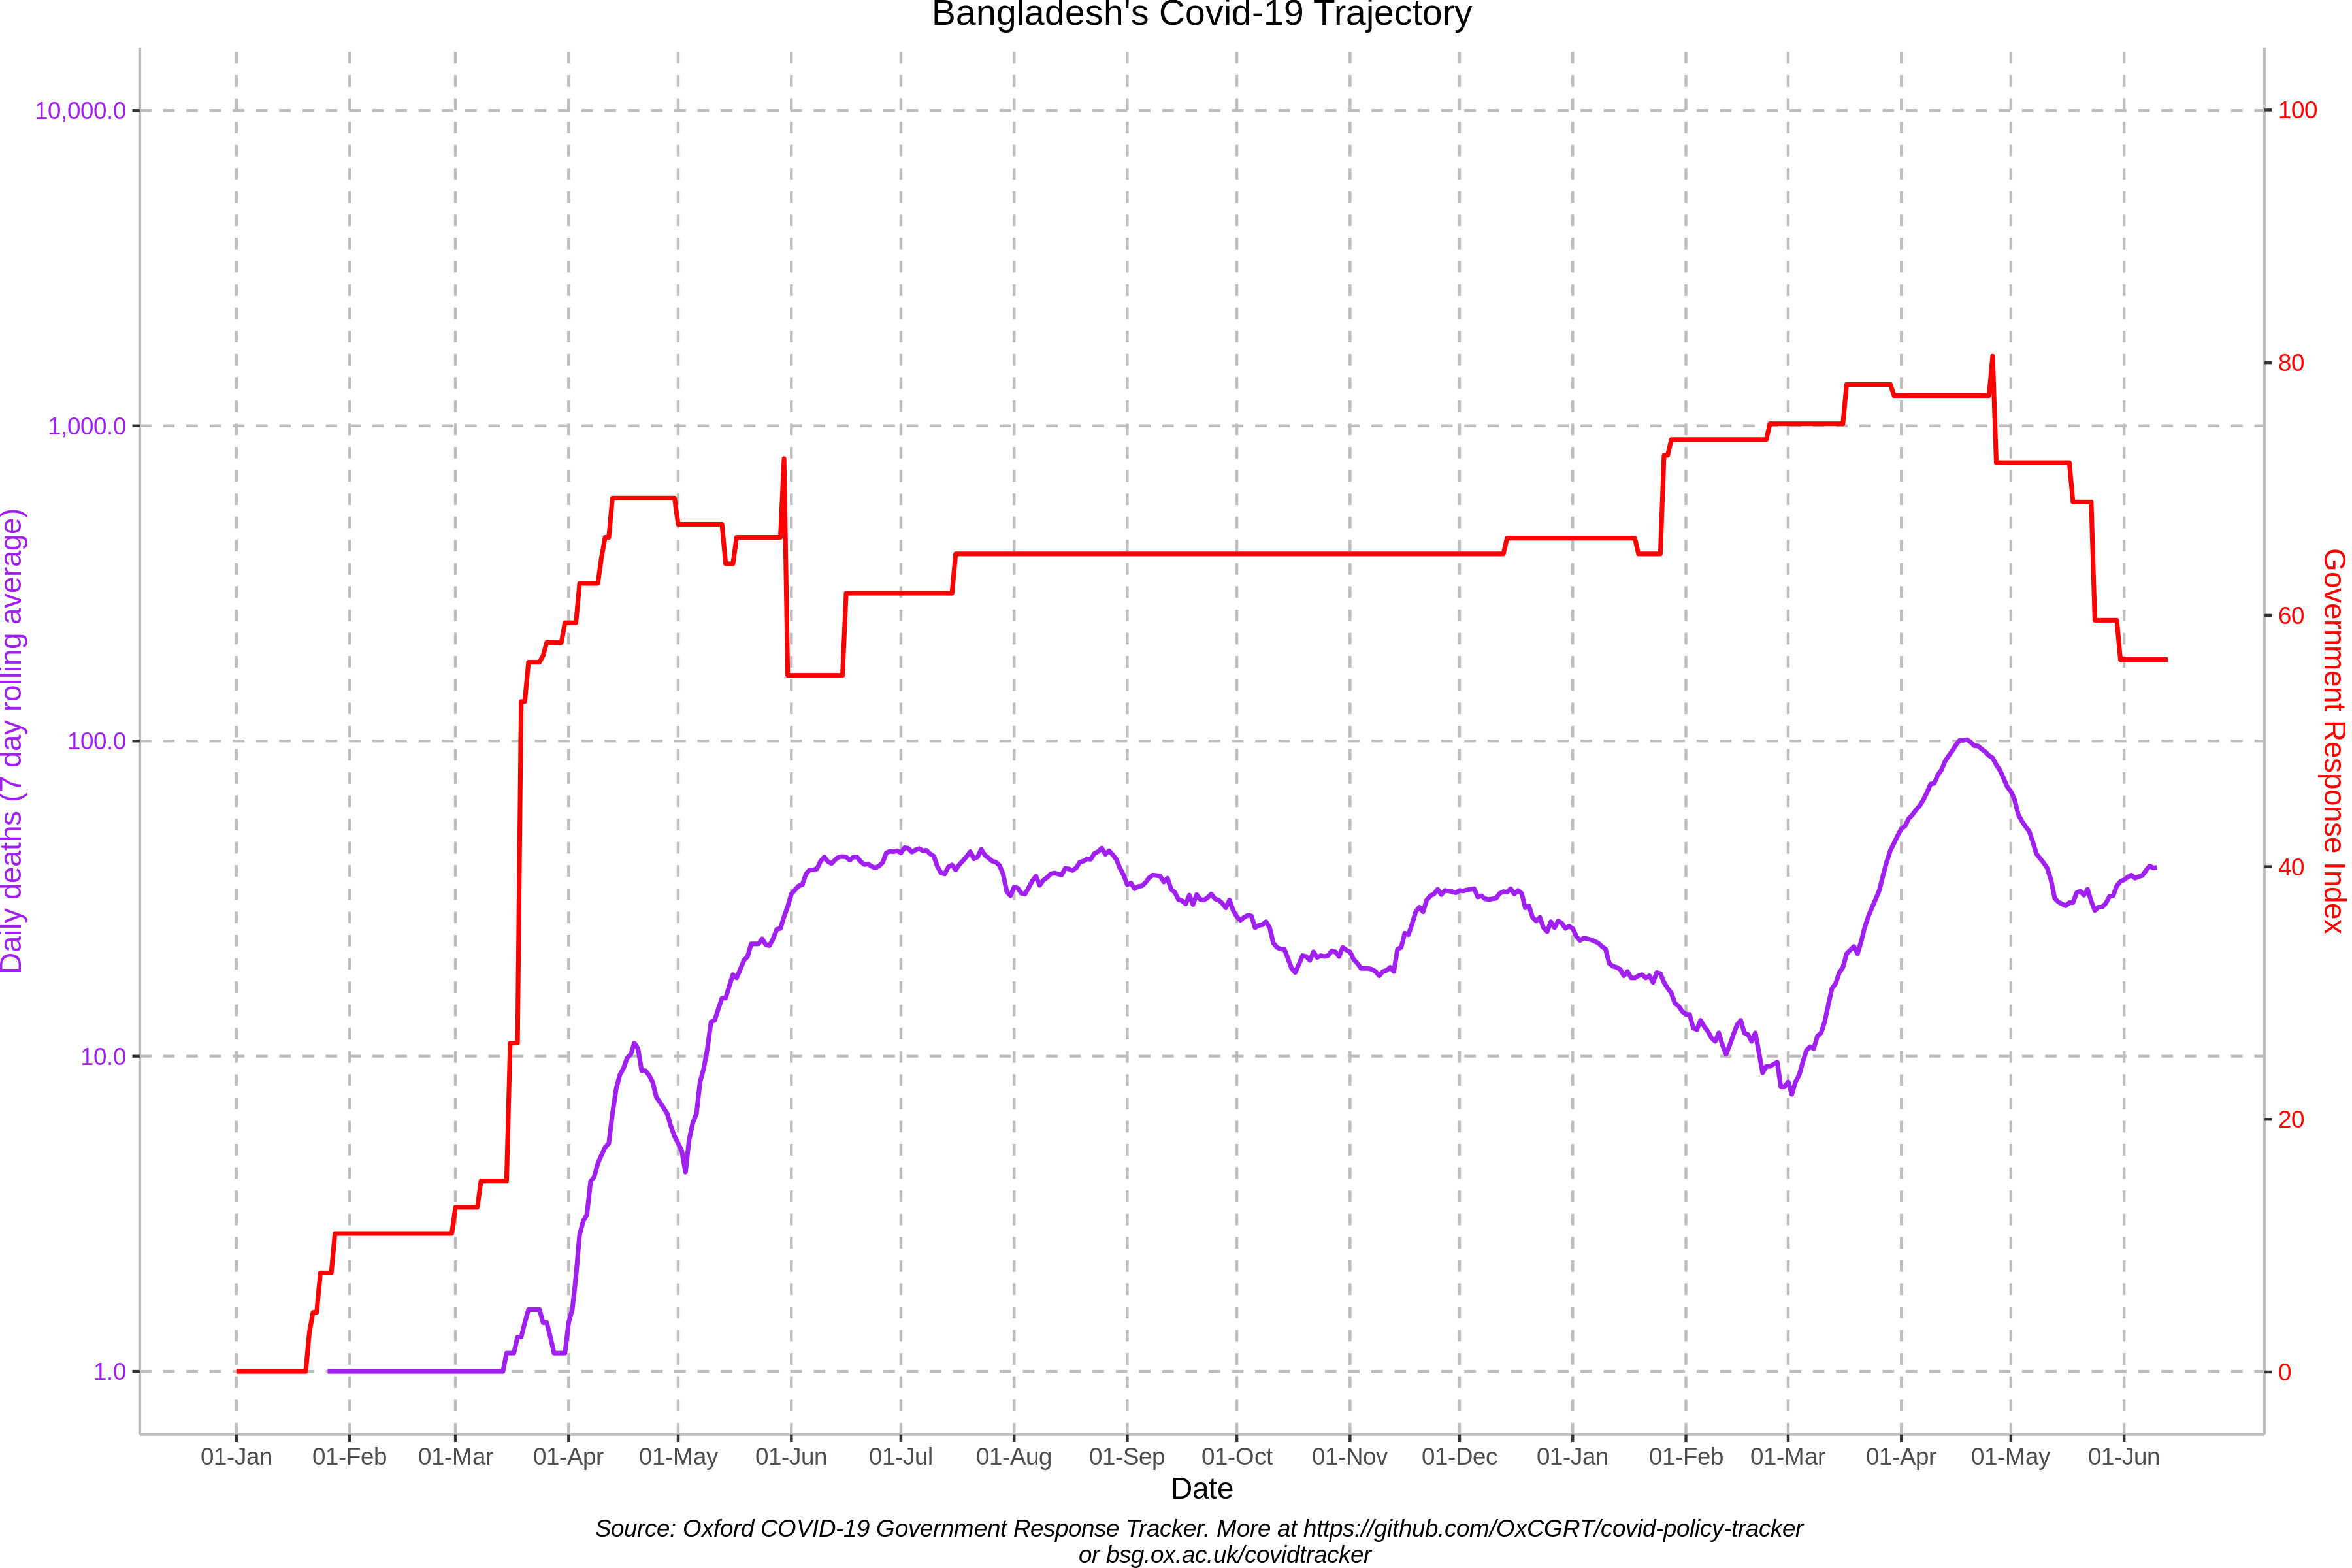 Bangladesh's Covid-19 Trajectory
10,000.0
1,000.0
100.0
10.0
1.0
Daily deaths (7 day rolling average)
100
80
60
40
20
0
Government Response Index
01-Jan 01-Feb 01-Mar 01-Apr 01-May 01-Jun 01-Jul 01-Aug 01-Sep 01-Oct 01-Nov 01-Dec 01-Jan 01-Feb 01-Mar 01-Apr 01-May 01-Jun
Date
Source: Oxford COVID-19 Government Response Tracker. More at https://github.com/OxCGRT/covid-policy-tracker
or bsg.ox.ac.uk/covidtracker